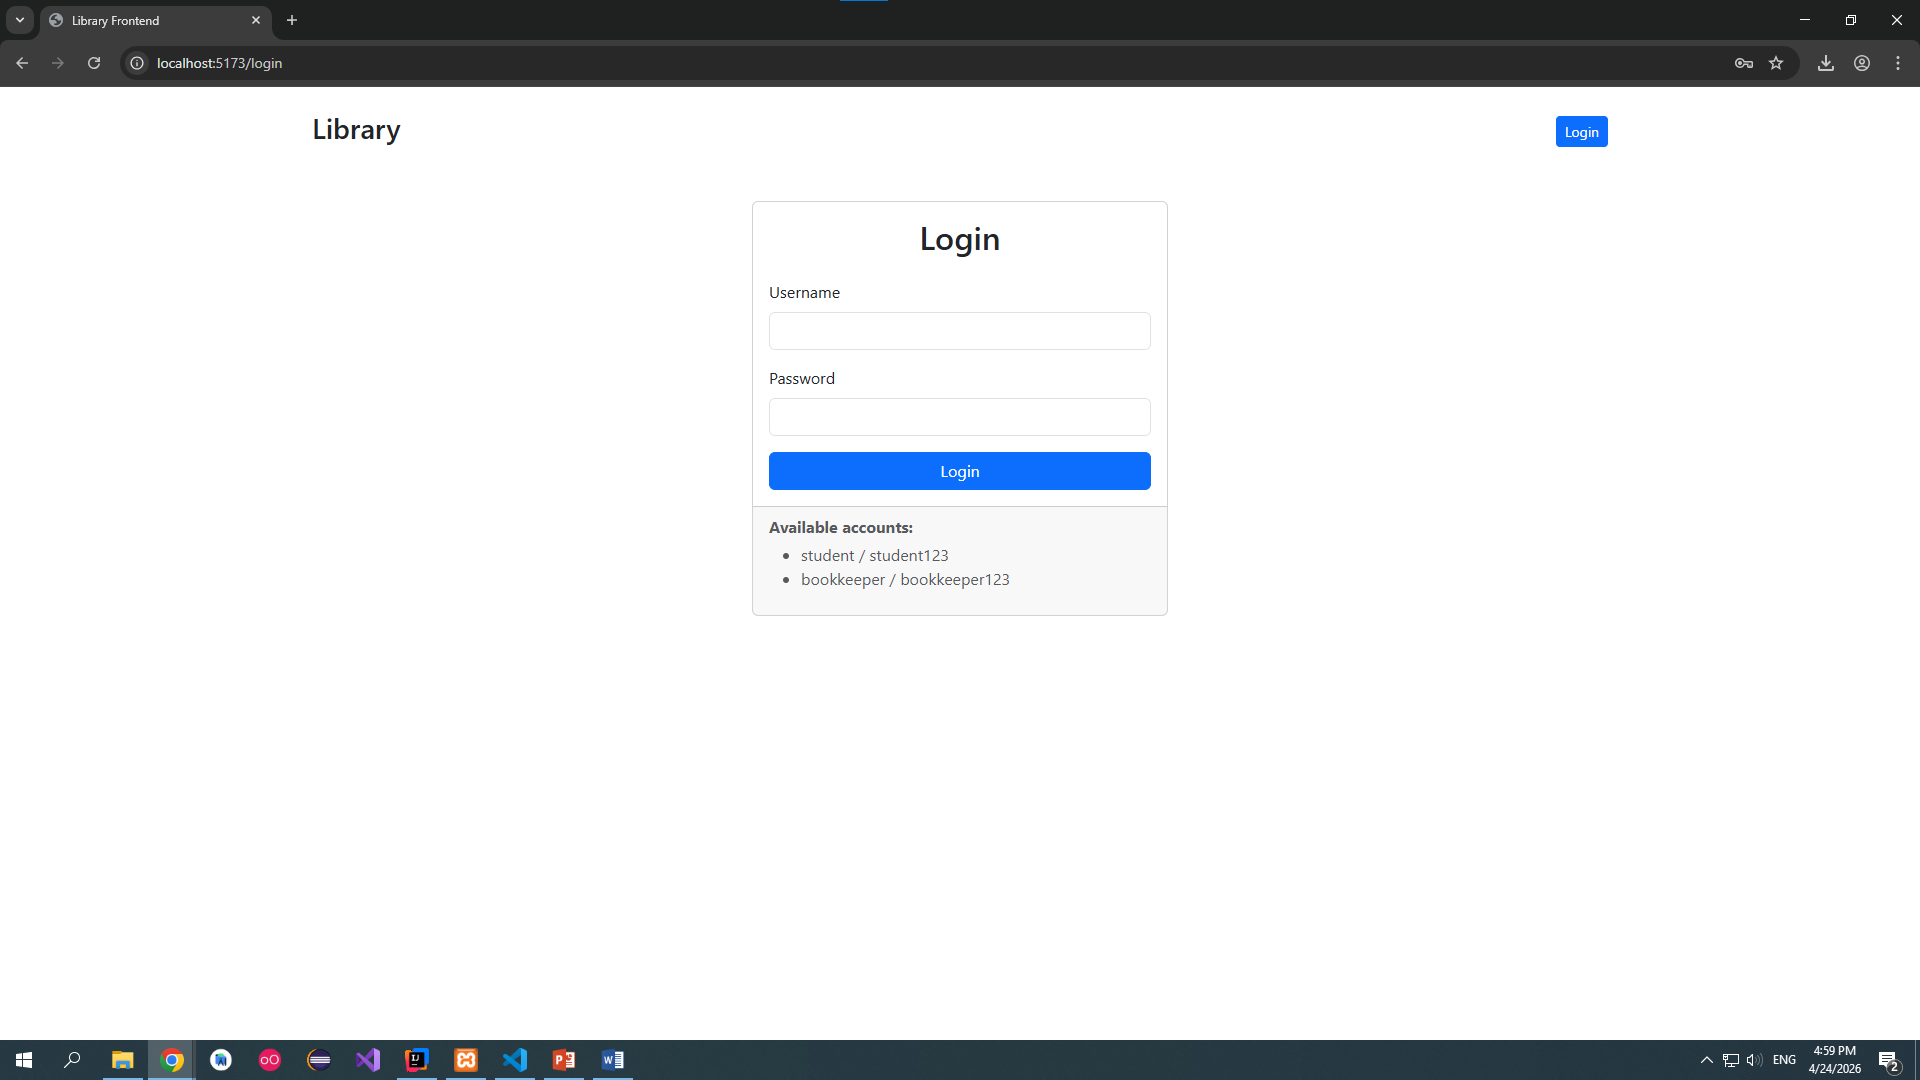 Library Frontend
localhost:5173/login
Library
Login
Login
Username
Password
Login
Available accounts:
student / student123
bookkeeper / bookkeeper123
ENG
4:59 PM
4/24/2026
2